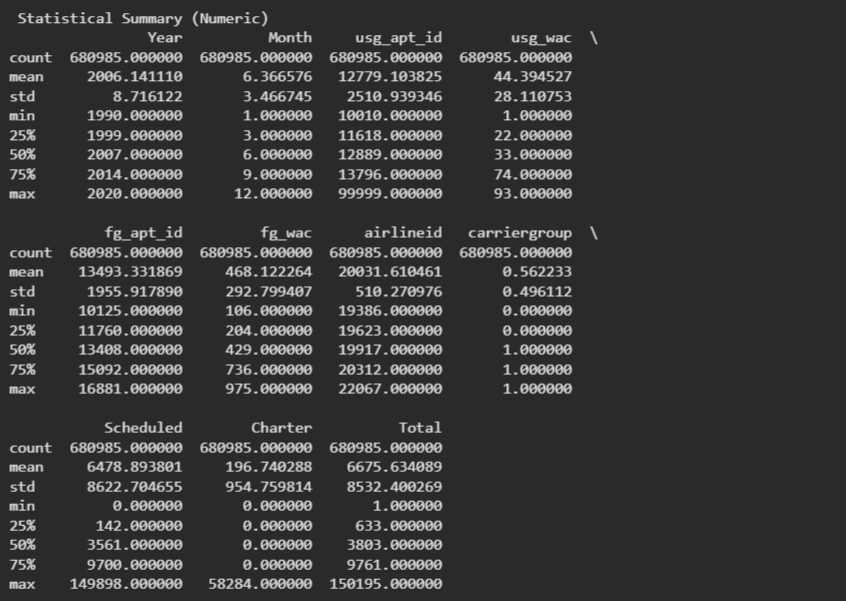 Statistical Summary (Numeric)
Year Month usg_apt_id usg_wac \
count 680985.000000 680985.000000 680985.000000 680985.000000
mean 2006.141110 6.366576 12779.103825 44.394527
std 8.716122 3.466745 2510.939346 28.110753
min 1990.000000 1.000000 10010.000000 1.000000
25% 1999.000000 3.000000 11618.000000 22.000000
50% 2007.000000 6.000000 12889.000000 33.000000
75% 2014.000000 9.000000 13796.000000 74.000000
max 2020.000000 12.000000 99999.000000 93.000000
fg_apt_id fg_wac airlineid carriergroup \
count 680985.000000 680985.000000 680985.000000 680985.000000
mean 13493.331869 468.122264 20031.610461 0.562233
std 1955.917890 292.799407 510.270976 0.496112
min 10125.000000 106.000000 19386.000000 0.000000
25% 11760.000000 204.000000 19623.000000 0.000000
50% 13408.000000 429.000000 19917.000000 1.000000
75% 15092.000000 736.000000 20312.000000 1.000000
max 16881.000000 975.000000 22067.000000 1.000000
Scheduled Charter Total
count 680985.000000 680985.000000 680985.000000
mean 6478.893801 196.740288 6675.634089
std 8622.704655 954.759814 8532.400269
min 0.000000 0.000000 1.000000
25% 142.000000 0.000000 633.000000
50% 3561.000000 0.000000 3803.000000
75% 9700.000000 0.000000 9761.000000
max 149898.000000 58284.000000 150195.000000